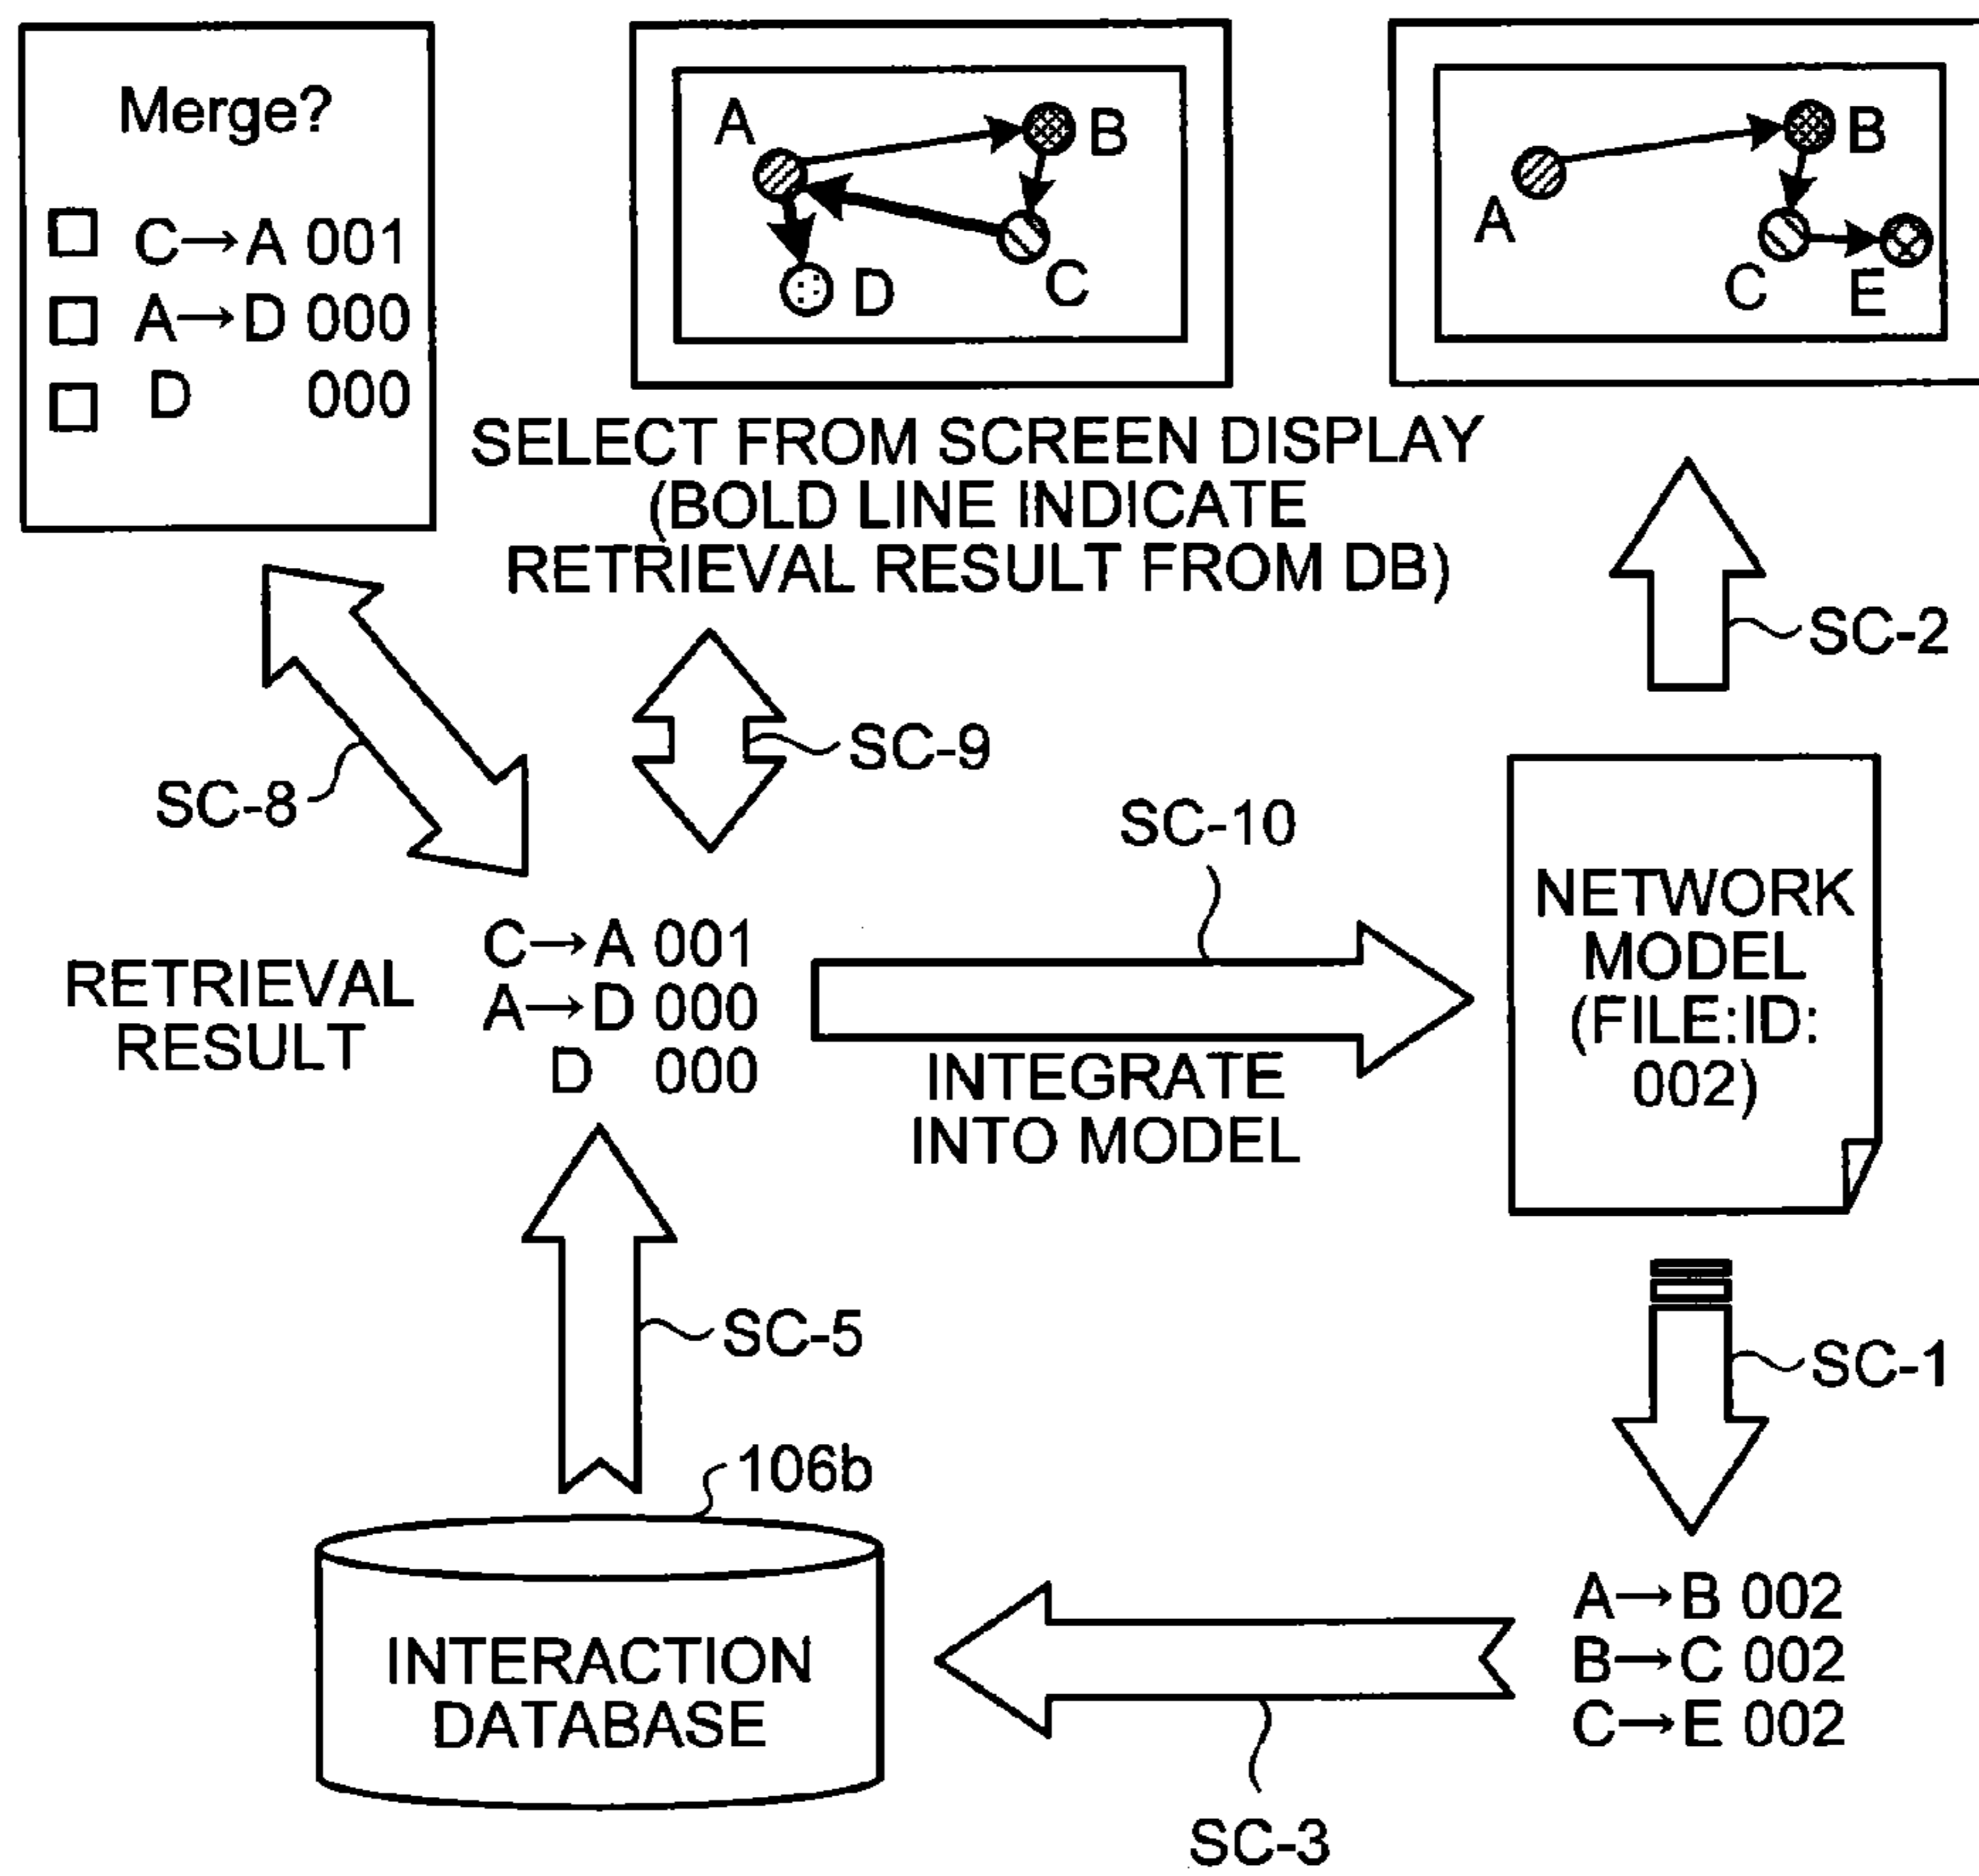 Merge?
C→A 001
A→D 000
D 000
A
B
D
C
A
B
C
E
SELECT FROM SCREEN DISPLAY
(BOLD LINE INDICATE
RETRIEVAL RESULT FROM DB)
SC-2
SC-9
SC-8
SC-10
NETWORK
MODEL
(FILE:ID:
002)
RETRIEVAL
RESULT
C→A 001
A→D 000
D 000
INTEGRATE
INTO MODEL
SC-5
SC-1
106b
INTERACTION
DATABASE
A→B 002
B→C 002
C→E 002
SC-3